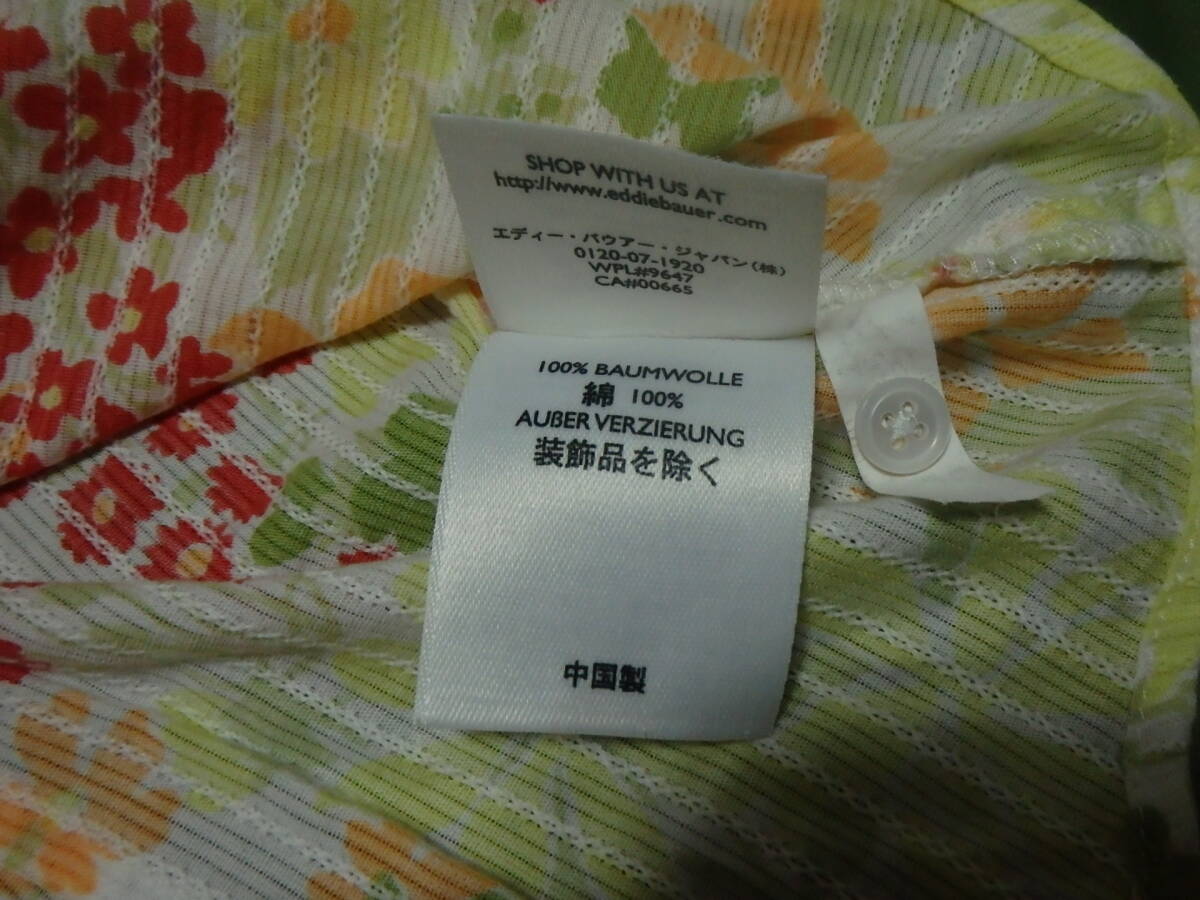 SHOP WITH US AT
http://www.eddiebauer.com
エディー・バウアー・ジャパン(株)
0120-07-1920
WPL#9647
CA#00665
100% BAUMWOLLE
綿 100%
AUßER VERZIERUNG
装飾品を除く
中国製